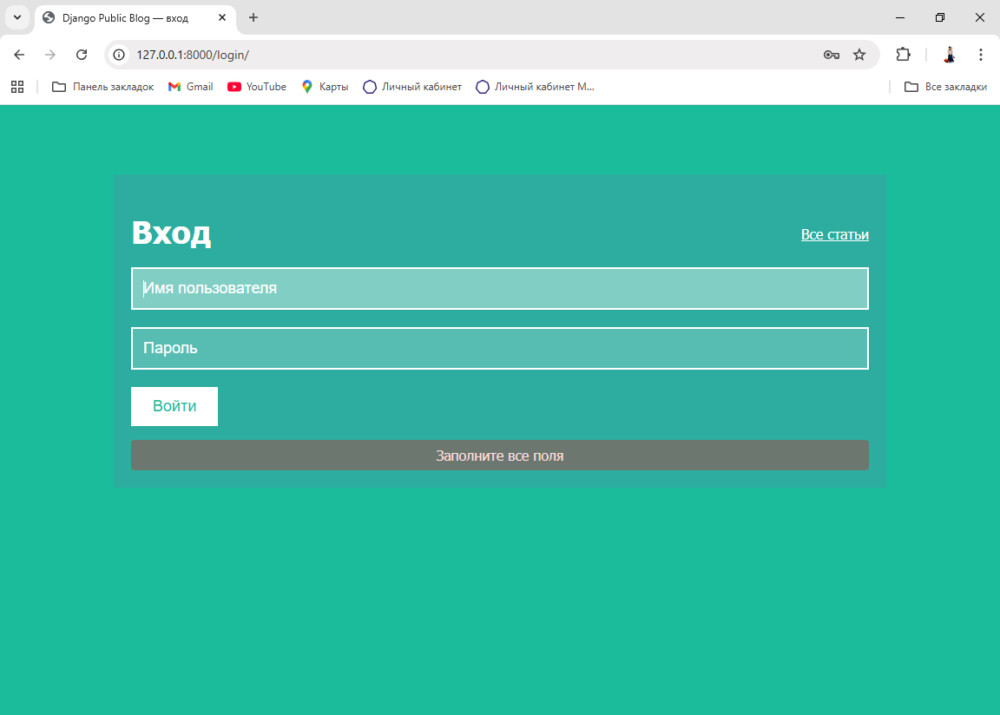 Django Public Blog — вход
127.0.0.1:8000/login/
Панель закладок Gmail YouTube Карты Личный кабинет Личный кабинет М... Все закладки
Вход Все статьи
Имя пользователя
Пароль
Войти
Заполните все поля